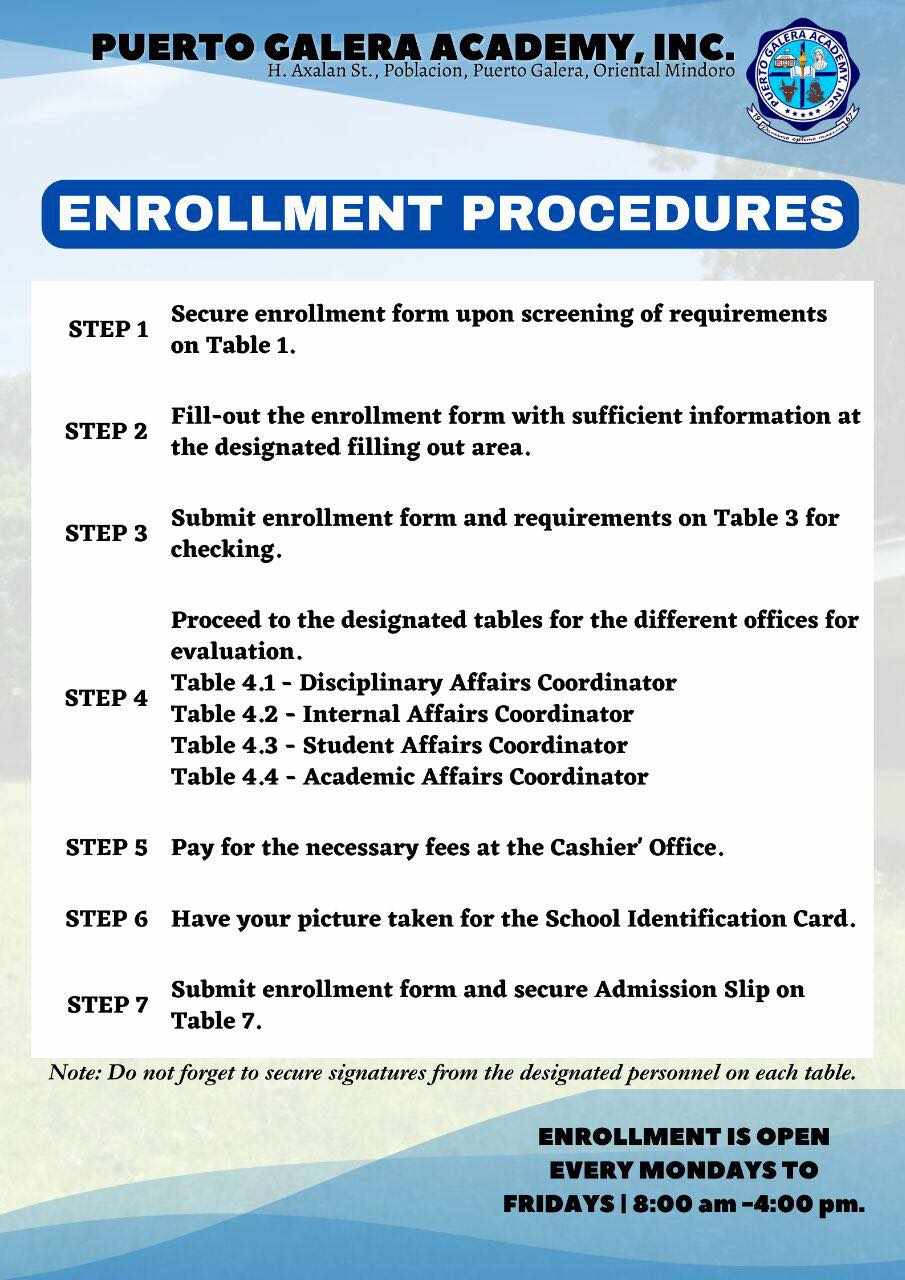 PUERTO GALERA ACADEMY, INC.
H. Axalan St., Poblacion, Puerto Galera, Oriental Mindoro
PUERTO GALERA ACADEMY, INC.
19 67
ENROLLMENT PROCEDURES
STEP 1
Secure enrollment form upon screening of requirements
on Table 1.
STEP 2
Fill-out the enrollment form with sufficient information at
the designated filling out area.
STEP 3
Submit enrollment form and requirements on Table 3 for
checking.
STEP 4
Proceed to the designated tables for the different offices for
evaluation.
Table 4.1 - Disciplinary Affairs Coordinator
Table 4.2 - Internal Affairs Coordinator
Table 4.3 - Student Affairs Coordinator
Table 4.4 - Academic Affairs Coordinator
STEP 5
Pay for the necessary fees at the Cashier' Office.
STEP 6
Have your picture taken for the School Identification Card.
STEP 7
Submit enrollment form and secure Admission Slip on
Table 7.
Note: Do not forget to secure signatures from the designated personnel on each table.
ENROLLMENT IS OPEN
EVERY MONDAYS TO
FRIDAYS | 8:00 am -4:00 pm.